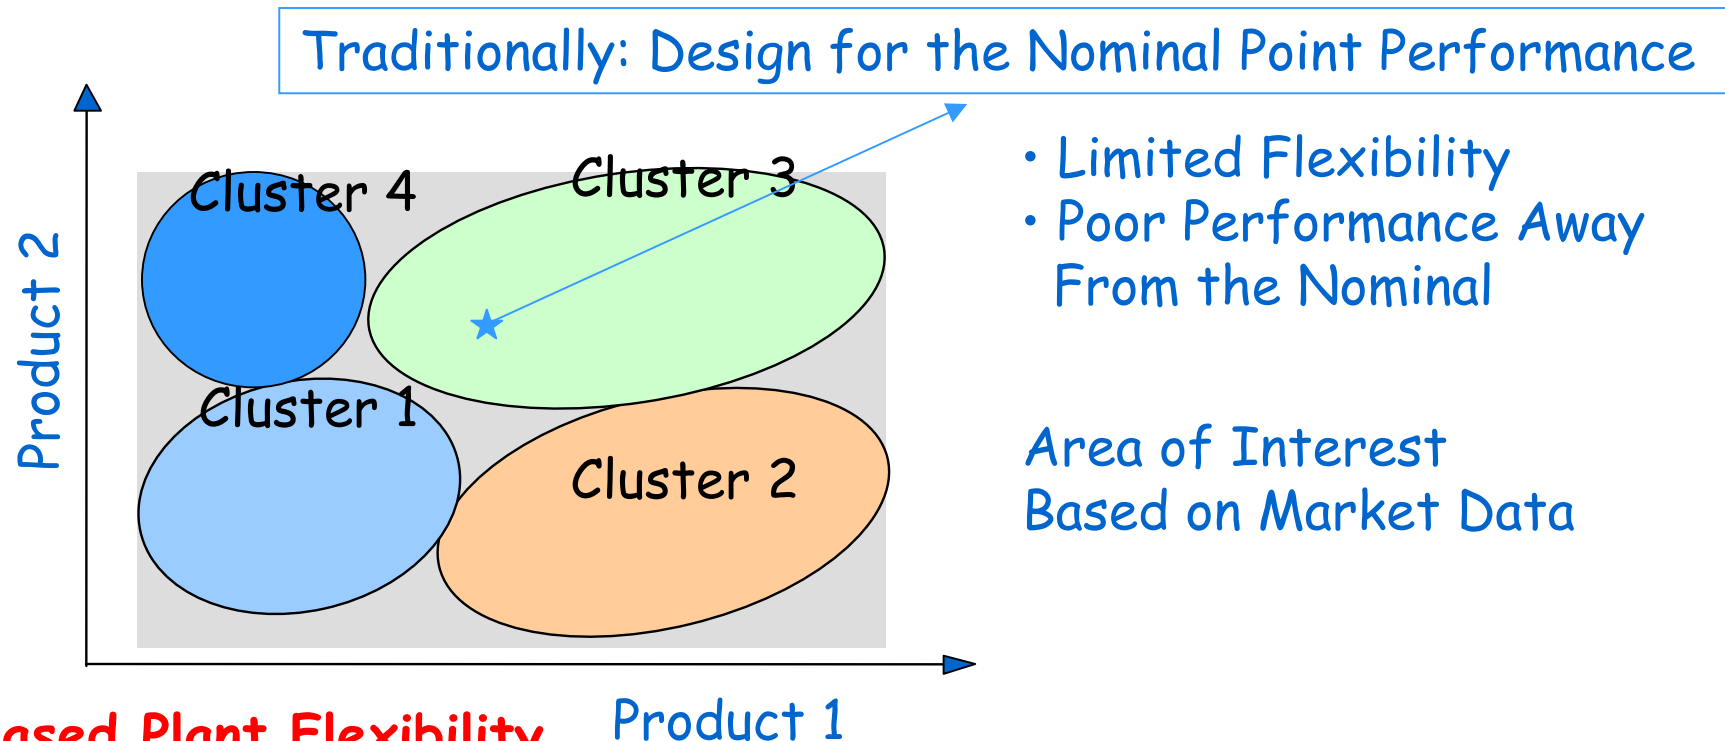 Traditionally: Design for the Nominal Point Performance
• Limited Flexibility
• Poor Performance Away
From the Nominal
Cluster 4
Cluster 3
Cluster 1
Cluster 2
Product 2
Area of Interest
Based on Market Data
Product 1
Plant Flexibility